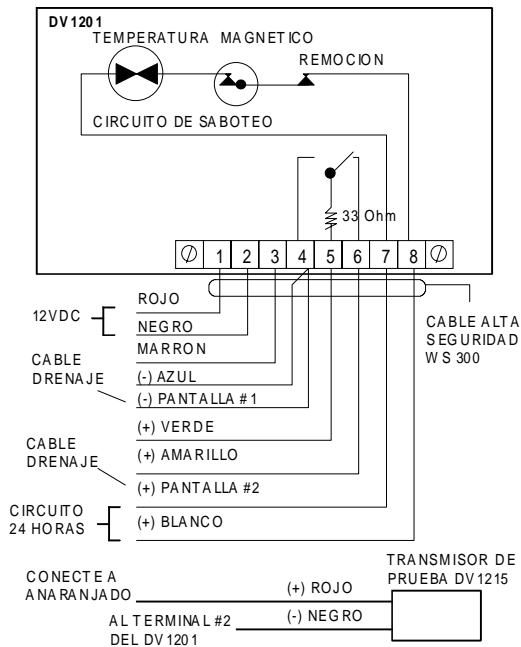 DV1201
TEMPERATURA MAGNETICO
REMOCION
CIRCUITO DE SABOTEO
33 Ohm
1 2 3 4 5 6 7 8
12VDC
ROJO
NEGRO
MARRON
CABLE
DRENAJE
(-) AZUL
(-) PANTALLA #1
(+) VERDE
(+) AMARILLO
CABLE
DRENAJE
(+) PANTALLA #2
CIRCUITO
24 HORAS
(+) BLANCO
CABLE ALTA
SEGURIDAD
WS 300
TRANSMISOR DE
PRUEBA DV1215
CONECTE A
ANARANJADO
(+) ROJO
AL TERMINAL #2
DEL DV1201
(-) NEGRO